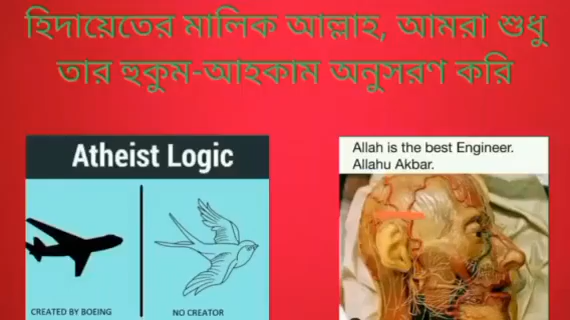 হিদায়েতের মালিক আল্লাহ, আমরা শুধু
তার হুকুম-আহকাম অনুসরণ করি
Atheist Logic
CREATED BY BOEING
NO CREATOR
Allah is the best Engineer.
Allahu Akbar.